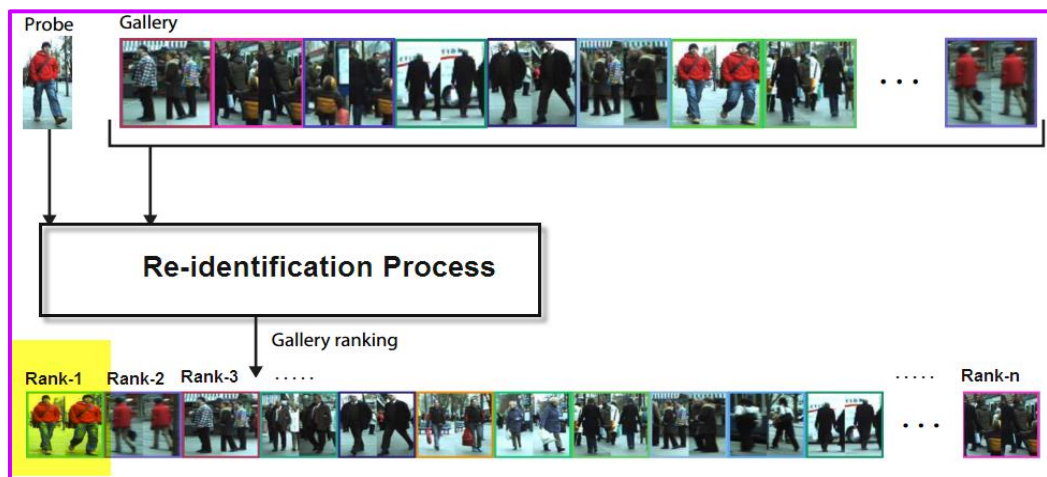 Probe
Gallery
. . .
Re-identification Process
Gallery ranking
Rank-1
Rank-2
Rank-3
.....
.....
Rank-n
. . .